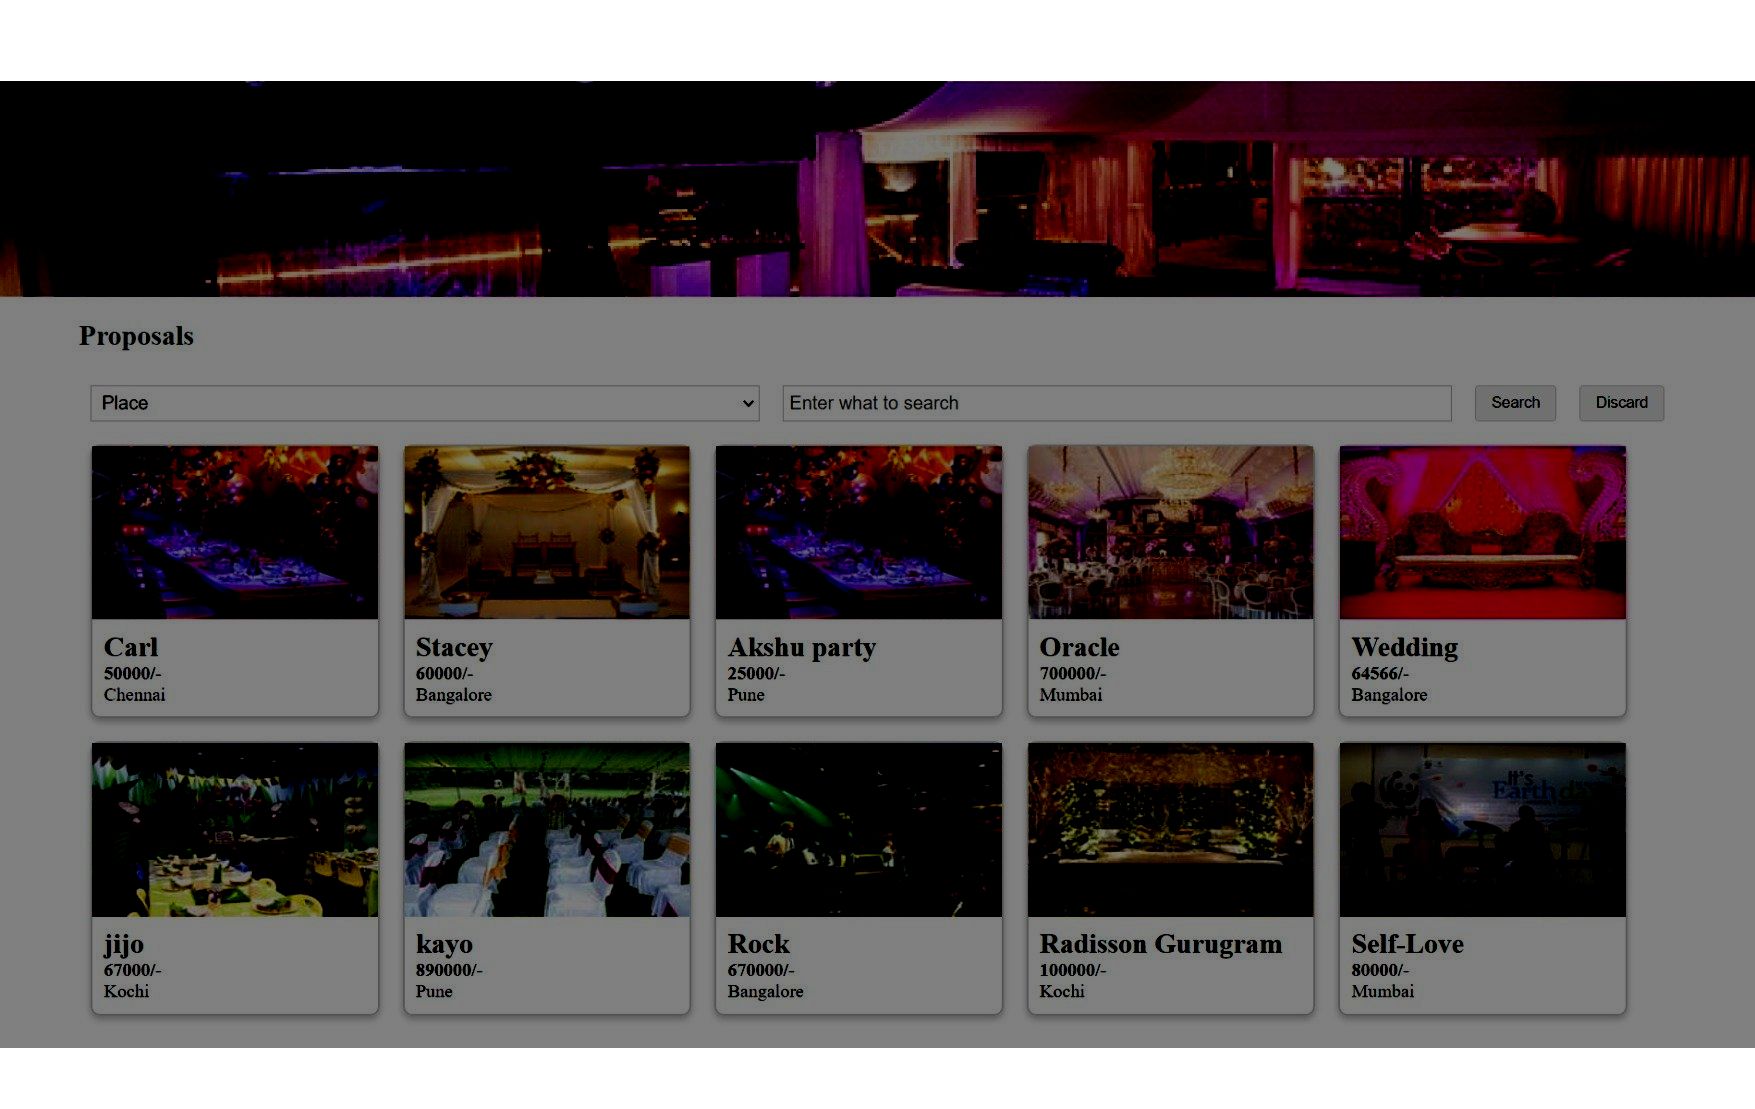 Proposals
Place
Enter what to search
Search
Discard
Carl
50000/-
Chennai
Stacey
60000/-
Bangalore
Akshu party
25000/-
Pune
Oracle
700000/-
Mumbai
Wedding
64566/-
Bangalore
jijo
67000/-
Kochi
kayo
890000/-
Pune
Rock
670000/-
Bangalore
Radisson Gurugram
100000/-
Kochi
It's
Earth
Self-Love
80000/-
Mumbai